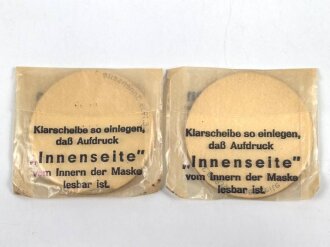 Klarscheibe so einlegen,
daß Aufdruck
„Innenseite"
vom Innern der Maske
lesbar ist.
Klarscheibe so einlegen,
daß Aufdruck
„Innenseite"
vom Innern der Maske
lesbar ist.